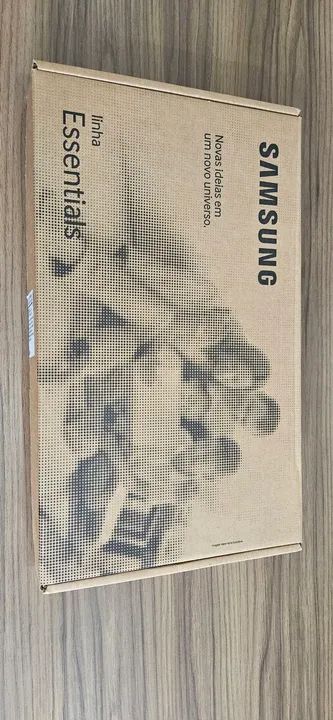 SAMSUNG
Novas ideias em
um novo universo.
linha
Essentials